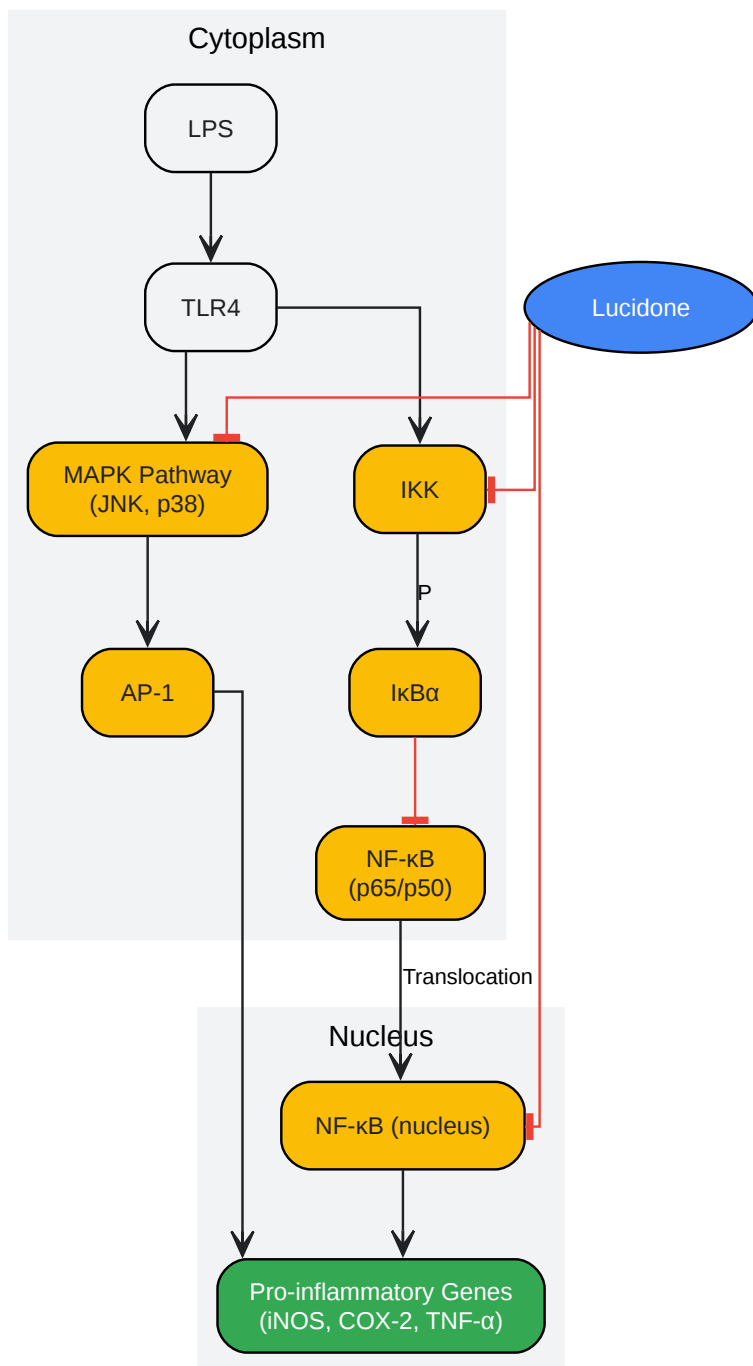 Cytoplasm
LPS
TLR4
Lucidone
MAPK Pathway
(JNK, p38)
IKK
P
AP-1
IκBα
NF-κB
(p65/p50)
Translocation
Nucleus
NF-κB (nucleus)
Pro-inflammatory Genes
(iNOS, COX-2, TNF-α)